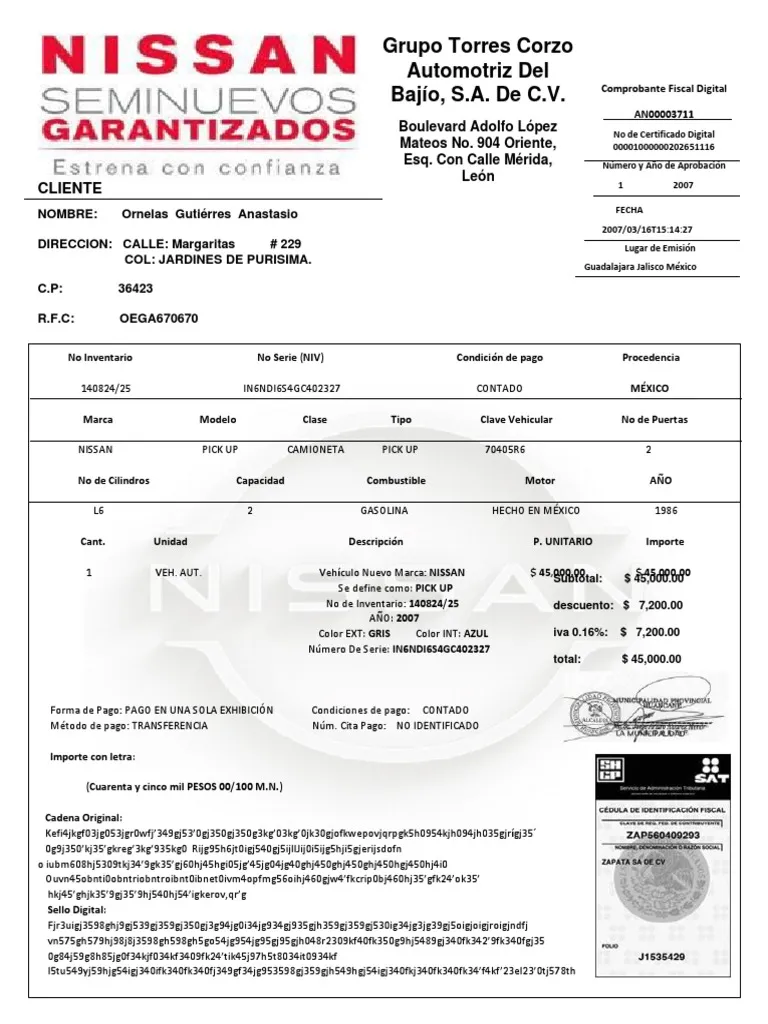 NISSAN
SEMINUEVOS
GARANTIZADOS
Estrena con confianza
Grupo Torres Corzo
Automotriz Del
Bajío, S.A. De C.V.
Boulevard Adolfo López
Mateos No. 904 Oriente,
Esq. Con Calle Mérida,
León
Comprobante Fiscal Digital
AN00003711
No de Certificado Digital
00001000000202651116
Número y Año de Aprobación
1 2007
FECHA
2007/03/16T15:14:27
Lugar de Emisión
Guadalajara Jalisco México
CLIENTE
NOMBRE: Ornelas Gutiérres Anastasio
DIRECCION: CALLE: Margaritas # 229
COL: JARDINES DE PURISIMA.
C.P: 36423
R.F.C: OEGA670670
No Inventario No Serie (NIV) Condición de pago Procedencia
140824/25 IN6NDI6S4GC402327 CONTADO MÉXICO
Marca Modelo Clase Tipo Clave Vehicular No de Puertas
NISSAN PICK UP CAMIONETA PICK UP 70405R6 2
No de Cilindros Capacidad Combustible Motor AÑO
L6 2 GASOLINA HECHO EN MÉXICO 1986
Cant. Unidad Descripción P. UNITARIO Importe
1 VEH. AUT. Vehículo Nuevo Marca: NISSAN $ 45,000.00 $ 45,000.00
Subtotal: $ 45,000.00
Se define como: PICK UP
No de Inventario: 140824/25 descuento: $ 7,200.00
AÑO: 2007
Color EXT: GRIS Color INT: AZUL iva 0.16%: $ 7,200.00
Número De Serie: IN6NDI6S4GC402327
total: $ 45,000.00
NISSAN
Forma de Pago: PAGO EN UNA SOLA EXHIBICIÓN Condiciones de pago: CONTADO
Método de pago: TRANSFERENCIA Núm. Cita Pago: NO IDENTIFICADO
MUNICIPALIDAD PROVINCIAL
HUANCANE
ALCALDIA
Importe con letra:
(Cuarenta y cinco mil PESOS 00/100 M.N.)
SHCP SAT
Servicio de Administración Tributaria
CÉDULA DE IDENTIFICACIÓN FISCAL
CLAVE DE REG. FED. DE CONTRIBUYENTE
ZAP560409293
NOMBRE, DENOMINACIÓN O RAZÓN SOCIAL
ZAPATA SA DE CV
FOLIO
J1535429
Cadena Original:
Kefi4jkgf03jg053jgr0wfj'349gj53'0gj350gj350g3kg'03kg'0jk30gjofkwepovjqrpgk5h0954kjh094jh035gjrígj35´
0g9j350'kj35'gkreg'3kg'935kg0 Rijg95h6jt0igj540gj5ijlUij0i5ijg5hji5gjerijsdofn
o iubm608hj5309tkj34'9gk35'gj60hj45hgi05jg'45jg04jg40ghj450ghj450ghj450hgj450hj4i0
Ouvn45obnti0obntriobntroibnt0ibnet0ivm4opfmg56oihj460gjw4'fkcrip0bj460hj35'gfk24'ok35'
hkj45'ghjk35'9gj35'9hj540hj54'igkerov,qr'g
Sello Digital:
Fjr3uigj3598ghj9gj539gj359gj350gj3g94jg0i34jg934gj935gjh359gj359gj530ig34jg3jg39gj5oigjoigjroigjndfj
vn575gh579hj98j8j3598gh598gh5go54jg954jg95gj95gjh048r2309kf40fk350g9hj5489gj340fk342'9fk340fgj35
0g84j59g8h85jg0f34kjf034kf3409fk24'tik45j97h5t8034it0934kf
l5tu549yj59hjg54igj340ifk340fk340fj349gf34jg953598gj359gjh549hgj54igj340fkj340fk340fk34'f4kf'23el23'0tj578th